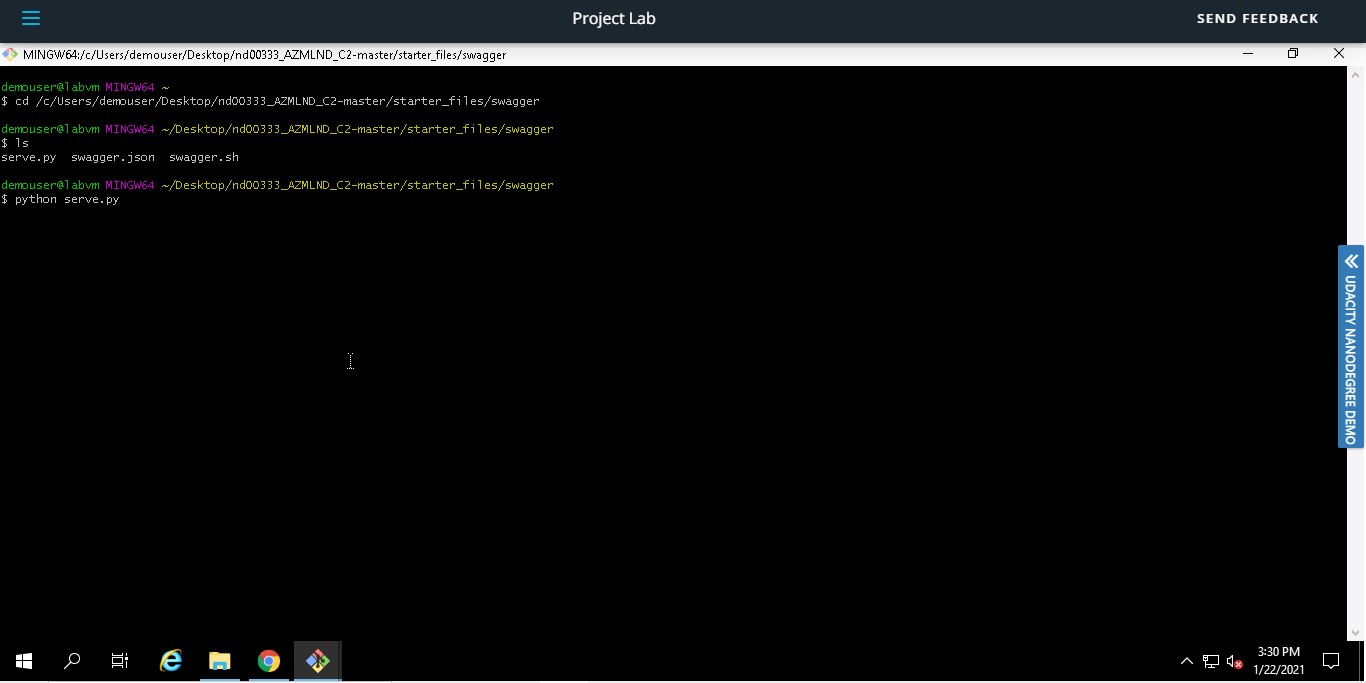 Project Lab
SEND FEEDBACK
MINGW64:/c/Users/demouser/Desktop/nd00333_AZMLND_C2-master/starter_files/swagger
demouser@labvm MINGW64 ~
$ cd /c/Users/demouser/Desktop/nd00333_AZMLND_C2-master/starter_files/swagger
demouser@labvm MINGW64 ~/Desktop/nd00333_AZMLND_C2-master/starter_files/swagger
$ ls
serve.py  swagger.json  swagger.sh
demouser@labvm MINGW64 ~/Desktop/nd00333_AZMLND_C2-master/starter_files/swagger
$ python serve.py
UDACITY NANODEGREE DEMO
3:30 PM
1/22/2021